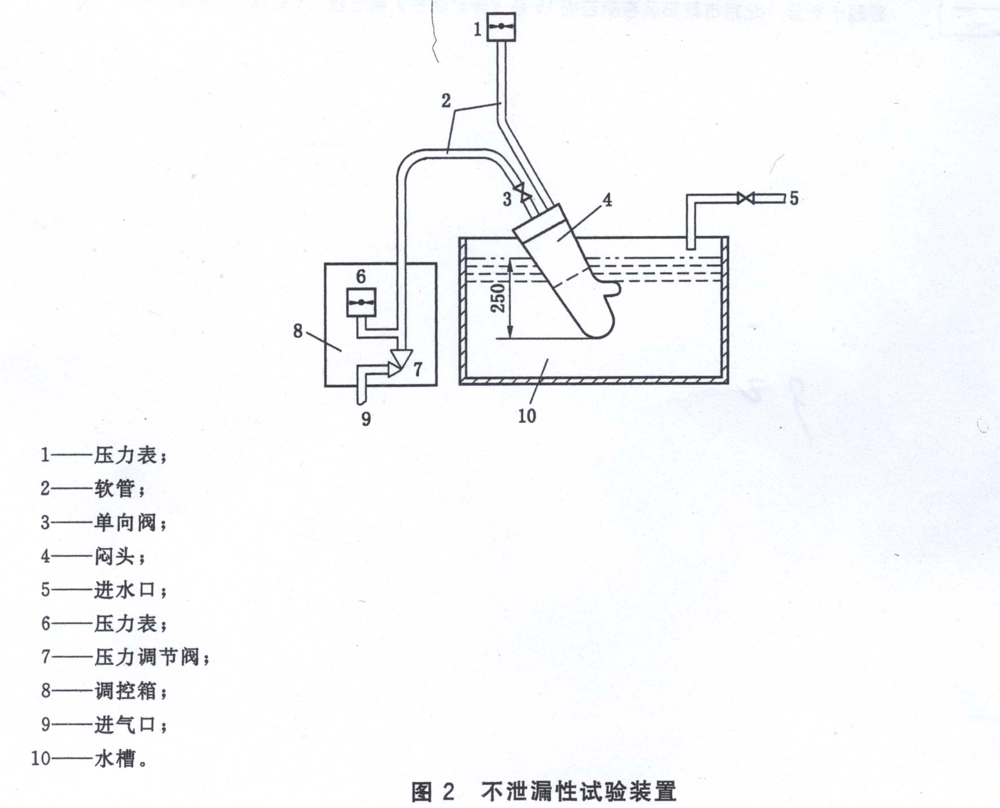 1
2
3
4
5
6
250
8
7
9
10
1——压力表；
2——软管；
3——单向阀；
4——闷头；
5——进水口；
6——压力表；
7——压力调节阀；
8——调控箱；
9——进气口；
10——水槽。
图 2 不泄漏性试验装置